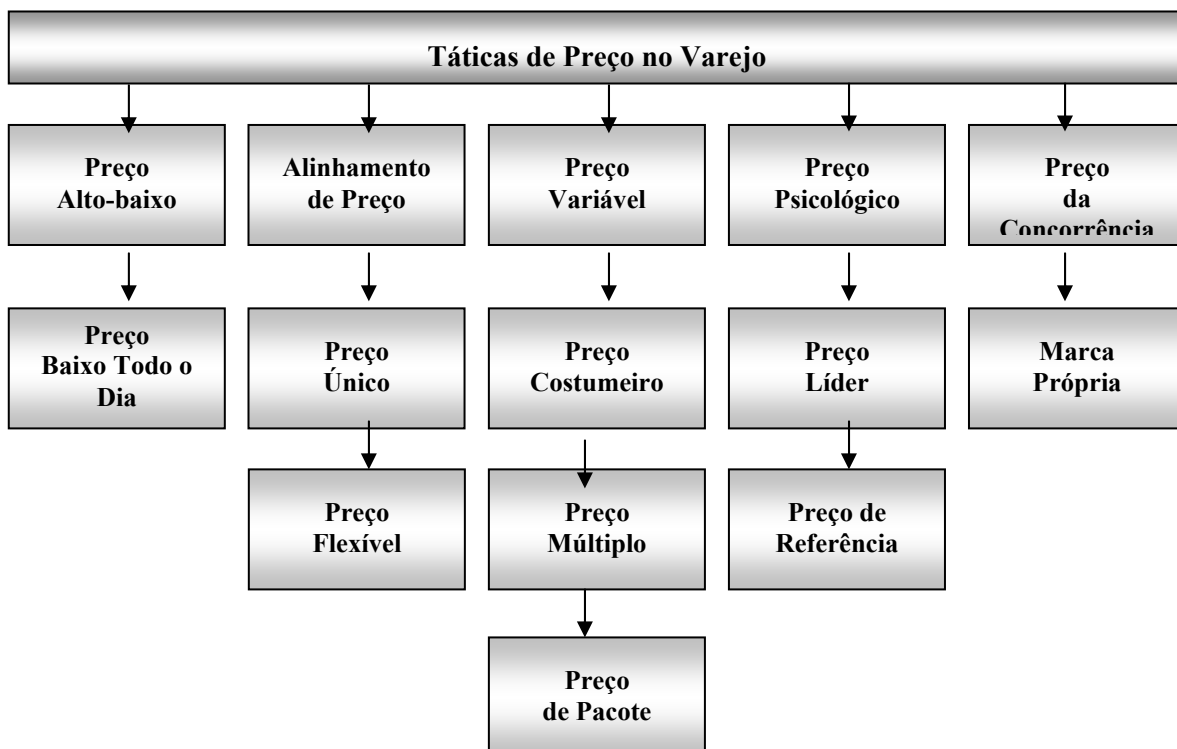 Táticas de Preço no Varejo
Preço
Alto-baixo
Alinhamento
de Preço
Preço
Variável
Preço
Psicológico
Preço
da
Concorrência
Preço
Baixo Todo o
Dia
Preço
Único
Preço
Costumeiro
Preço
Líder
Marca
Própria
Preço
Flexível
Preço
Múltiplo
Preço de
Referência
Preço
de Pacote